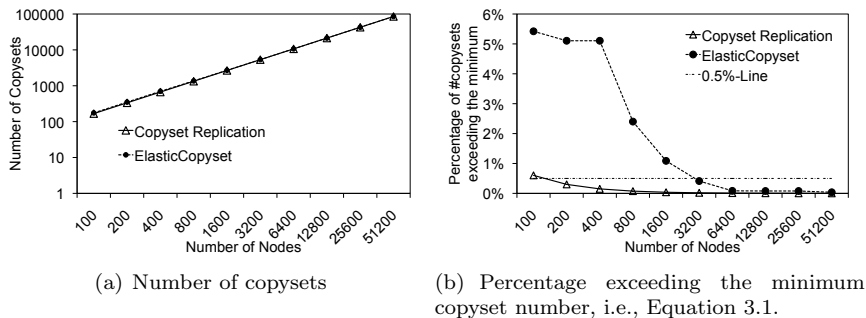 100000
10000
1000
100
10
1
Number of Copysets
Copyset Replication
ElasticCopyset
100
200
400
800
1600
3200
6400
12800
25600
51200
Number of Nodes
(a) Number of copysets
6%
5%
4%
3%
2%
1%
0%
Percentage of #copysets
exceeding the minimum
Copyset Replication
ElasticCopyset
0.5%-Line
100
200
400
800
1600
3200
6400
12800
25600
51200
Number of Nodes
(b) Percentage exceeding the minimum
copyset number, i.e., Equation 3.1.